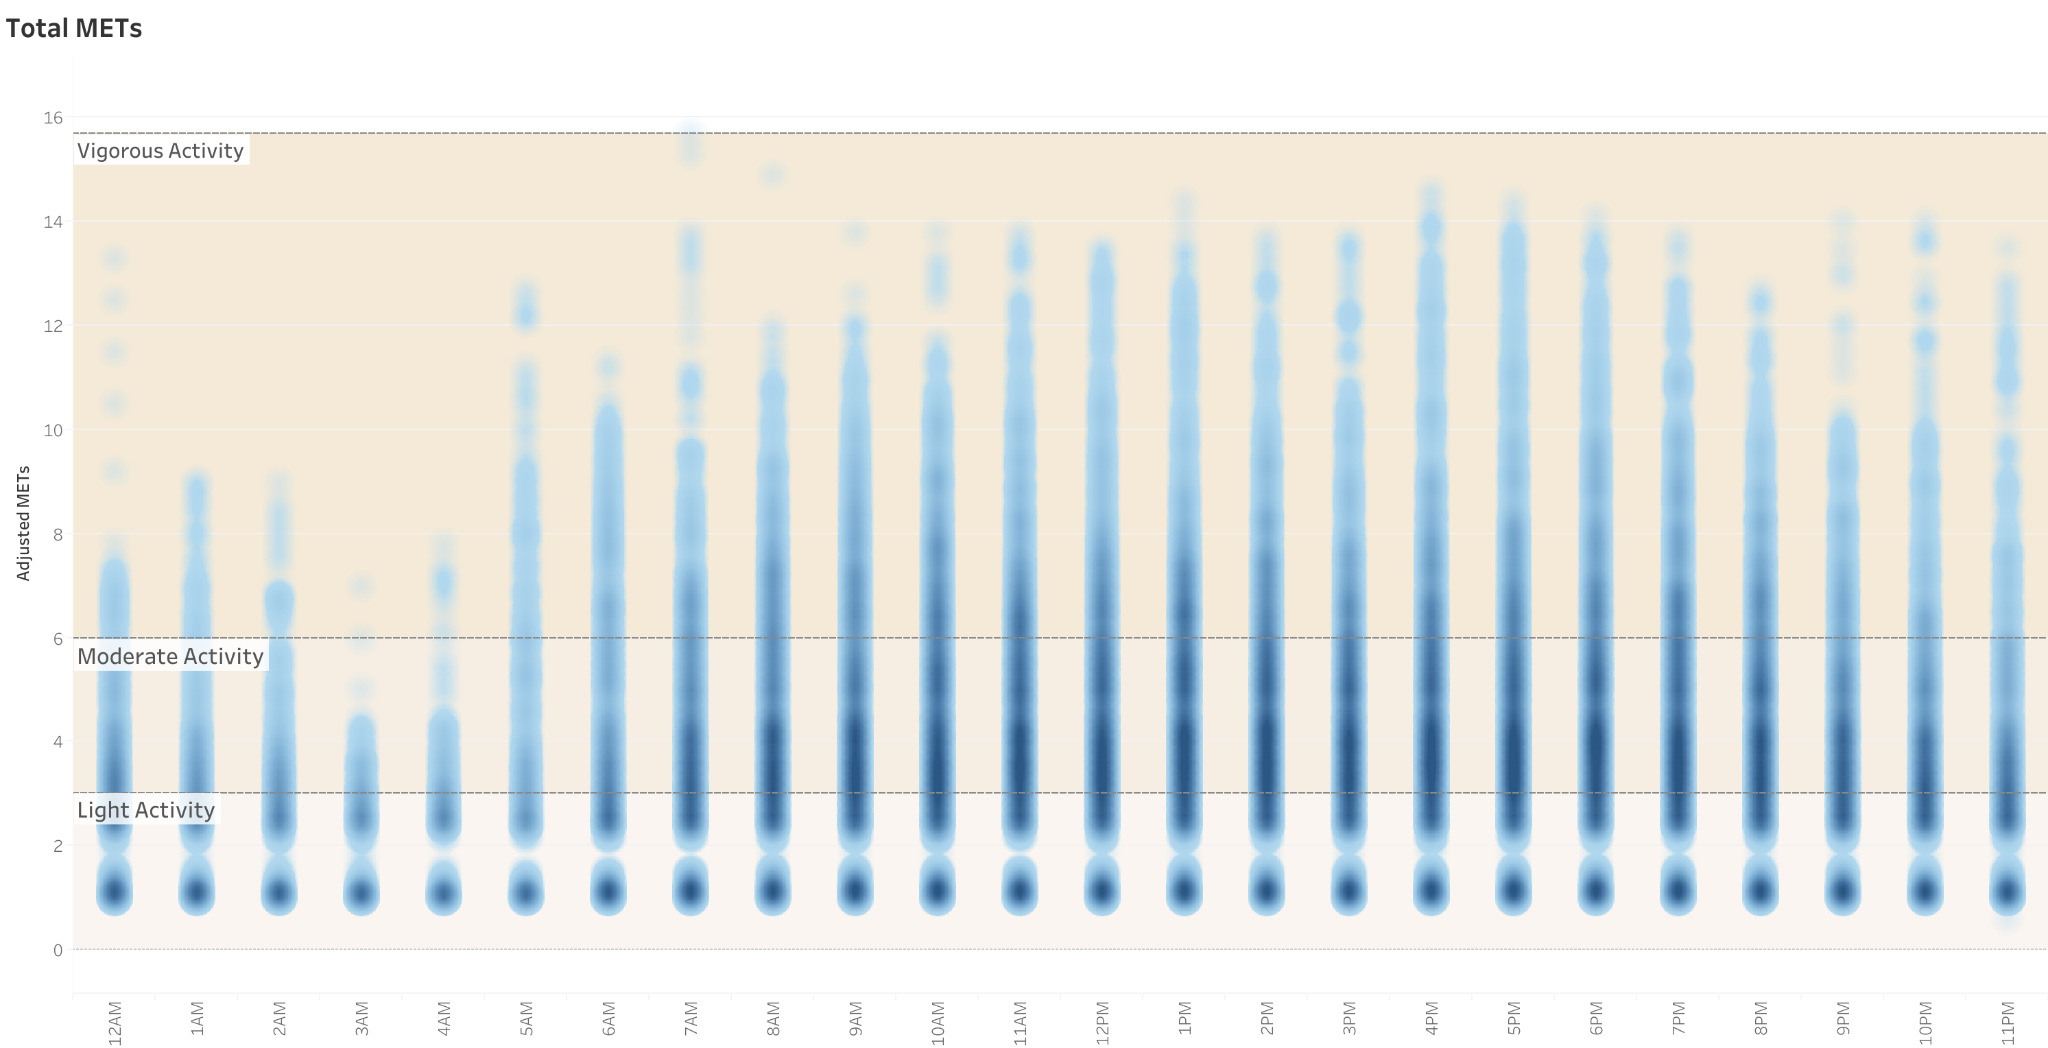 Total METs
16
Vigorous Activity
14
12
10
8
6
Moderate Activity
4
Light Activity
2
0
Adjusted METs
12AM
1AM
2AM
3AM
4AM
5AM
6AM
7AM
8AM
9AM
10AM
11AM
12PM
1PM
2PM
3PM
4PM
5PM
6PM
7PM
8PM
9PM
10PM
11PM